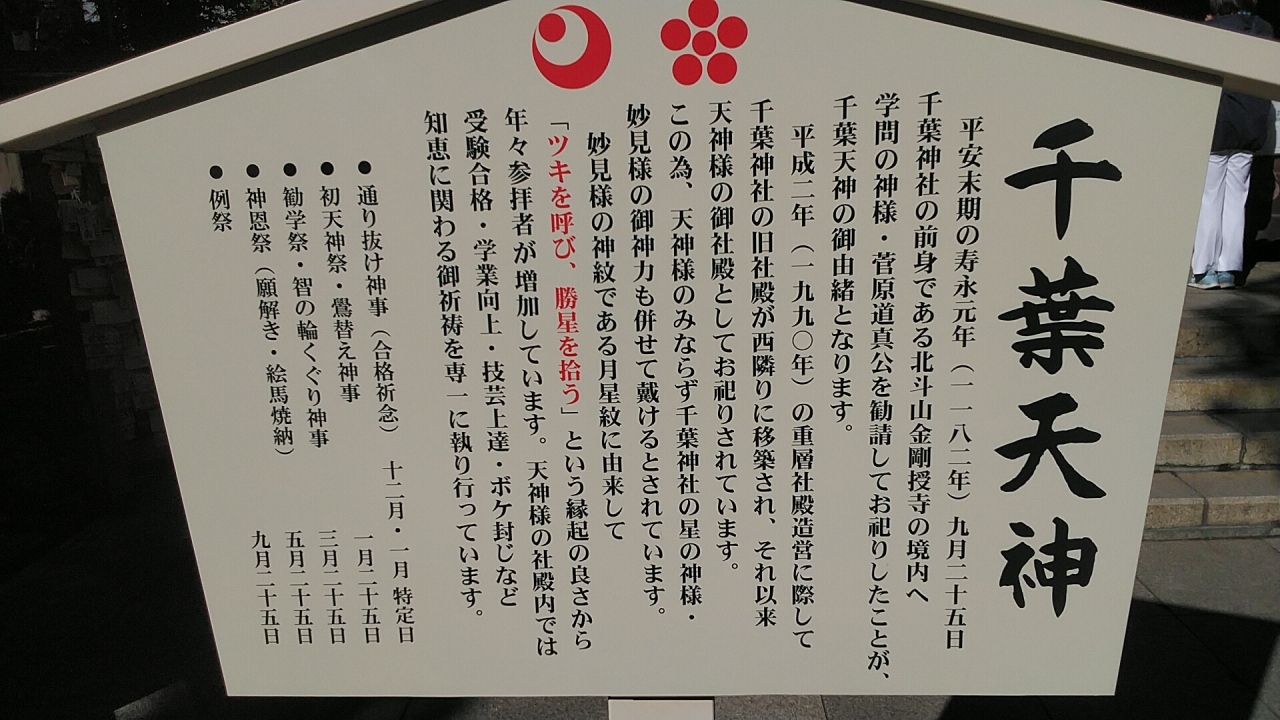 千葉天神
平安末期の寿永元年（一一八二年）九月二十五日
千葉神社の前身である北斗山金剛授寺の境内へ
学問の神様・菅原道真公を勧請してお祀りしたことが、
千葉天神の御由緒となります。
平成二年（一九九〇年）の重層社殿造営に際して
千葉神社の旧社殿が西隣りに移築され、それ以来
天神様の御社殿としてお祀りされています。
この為、天神様のみならず千葉神社の星の神様・
妙見様の御神力も併せて戴けるとされています。
妙見様の神紋である月星紋に由来して
「ツキを呼び、勝星を拾う」という縁起の良さから
年々参拝者が増加しています。天神様の社殿内では
受験合格・学業向上・技芸上達・ボケ封じなど
知恵に関わる御祈祷を専一に執り行っています。
●通り抜け神事（合格祈念） 十二月・一月 特定日
●初天神祭・鷽替え神事 一月二十五日
●勧学祭・智の輪くぐり神事 三月二十五日
●神恩祭（願解き・絵馬焼納） 五月二十五日
●例祭 九月二十五日